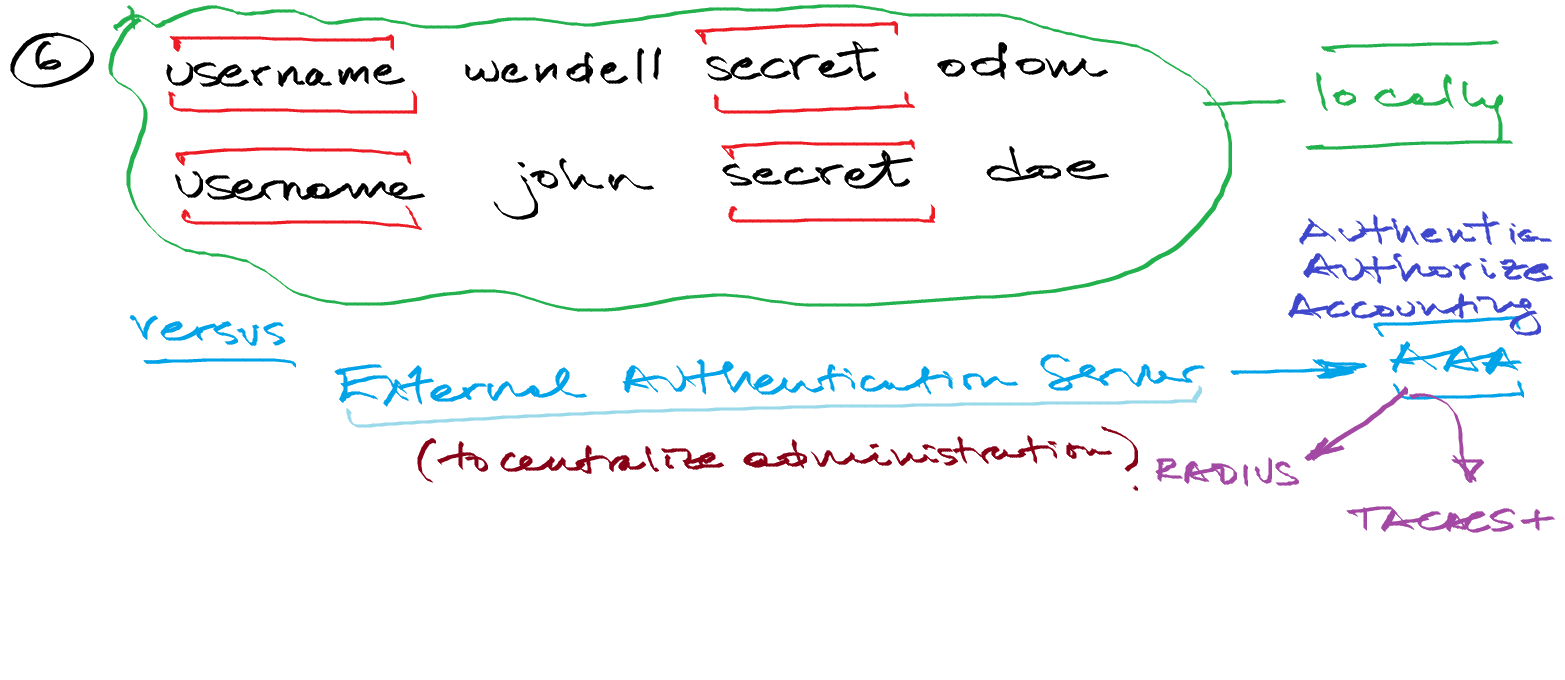 6 username wendell secret odom
locally
username john secret doe
Authentic
Authorize
Accounting
versus
External Authentication Server
AAA
(to centralize administration).
RADIUS
TACACS+